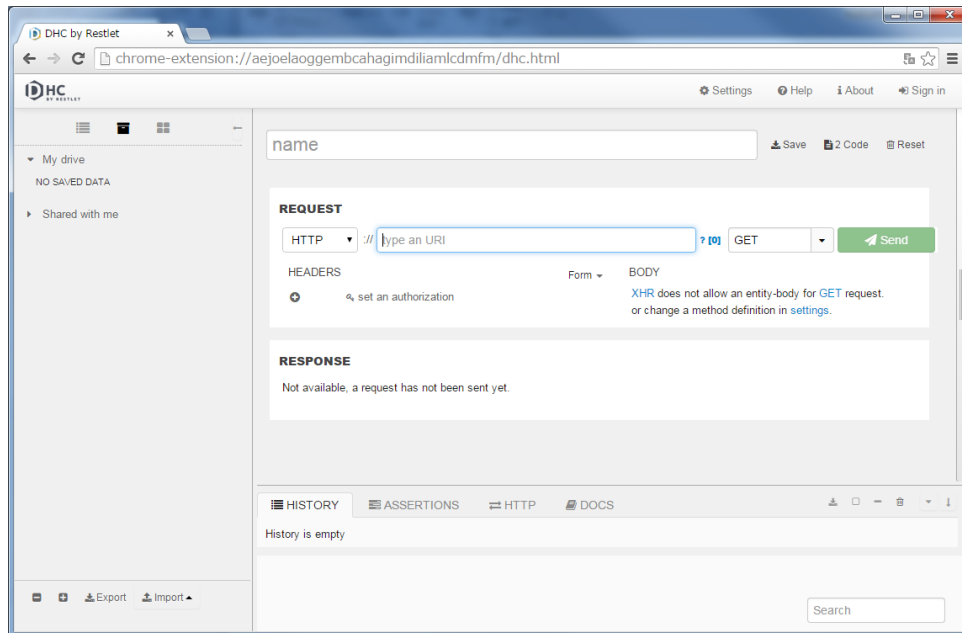 DHC by Restlet
chrome-extension://aejoelaoggembcahagimdiliamlcdmfm/dhc.html
DHC
BY RESTLET
Settings Help About Sign in
My drive
NO SAVED DATA
Shared with me
name
Save 2 Code Reset
REQUEST
HTTP :// type an URI ? [0] GET Send
HEADERS Form BODY
set an authorization
XHR does not allow an entity-body for GET request.
or change a method definition in settings.
RESPONSE
Not available, a request has not been sent yet.
HISTORY ASSERTIONS HTTP DOCS
History is empty
Export Import
Search